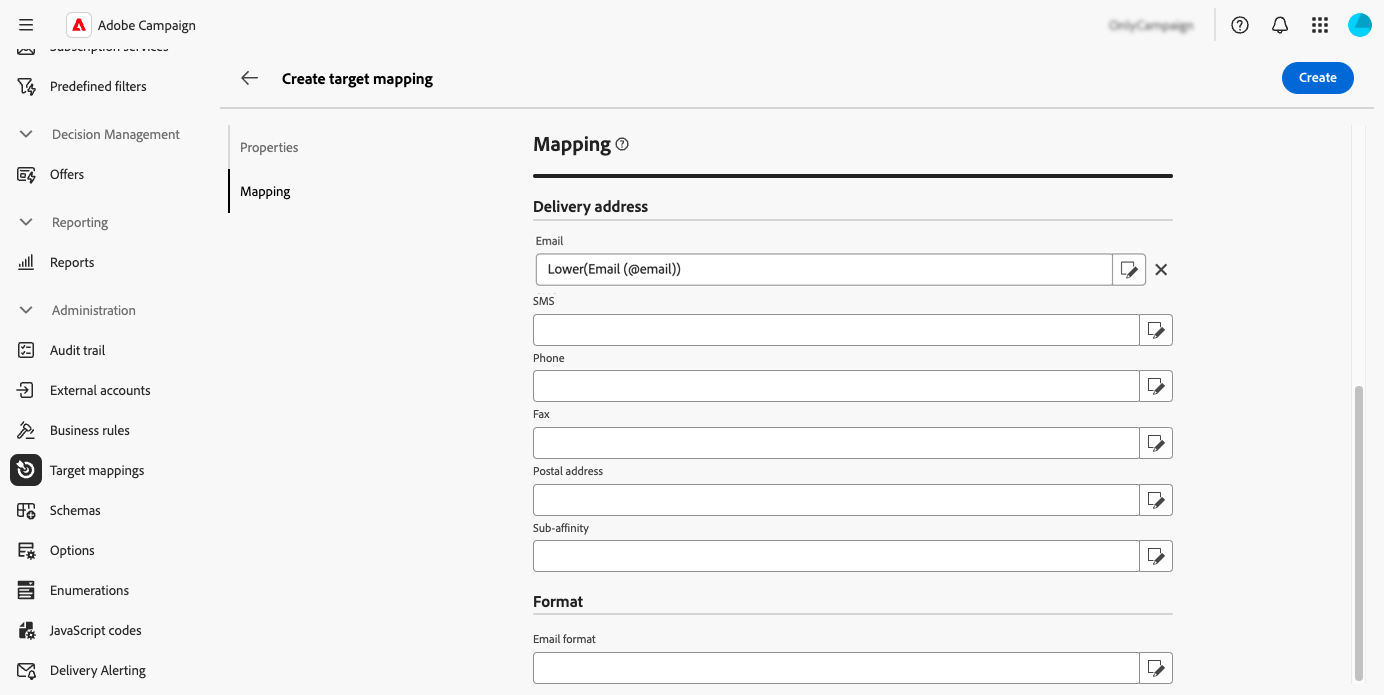 Adobe Campaign
OnlyCampaign
Subscription services
Predefined filters
Decision Management
Offers
Reporting
Reports
Administration
Audit trail
External accounts
Business rules
Target mappings
Schemas
Options
Enumerations
JavaScript codes
Delivery Alerting
Create target mapping
Create
Properties
Mapping
Mapping
Delivery address
Email
Lower(Email (@email))
SMS
Phone
Fax
Postal address
Sub-affinity
Format
Email format